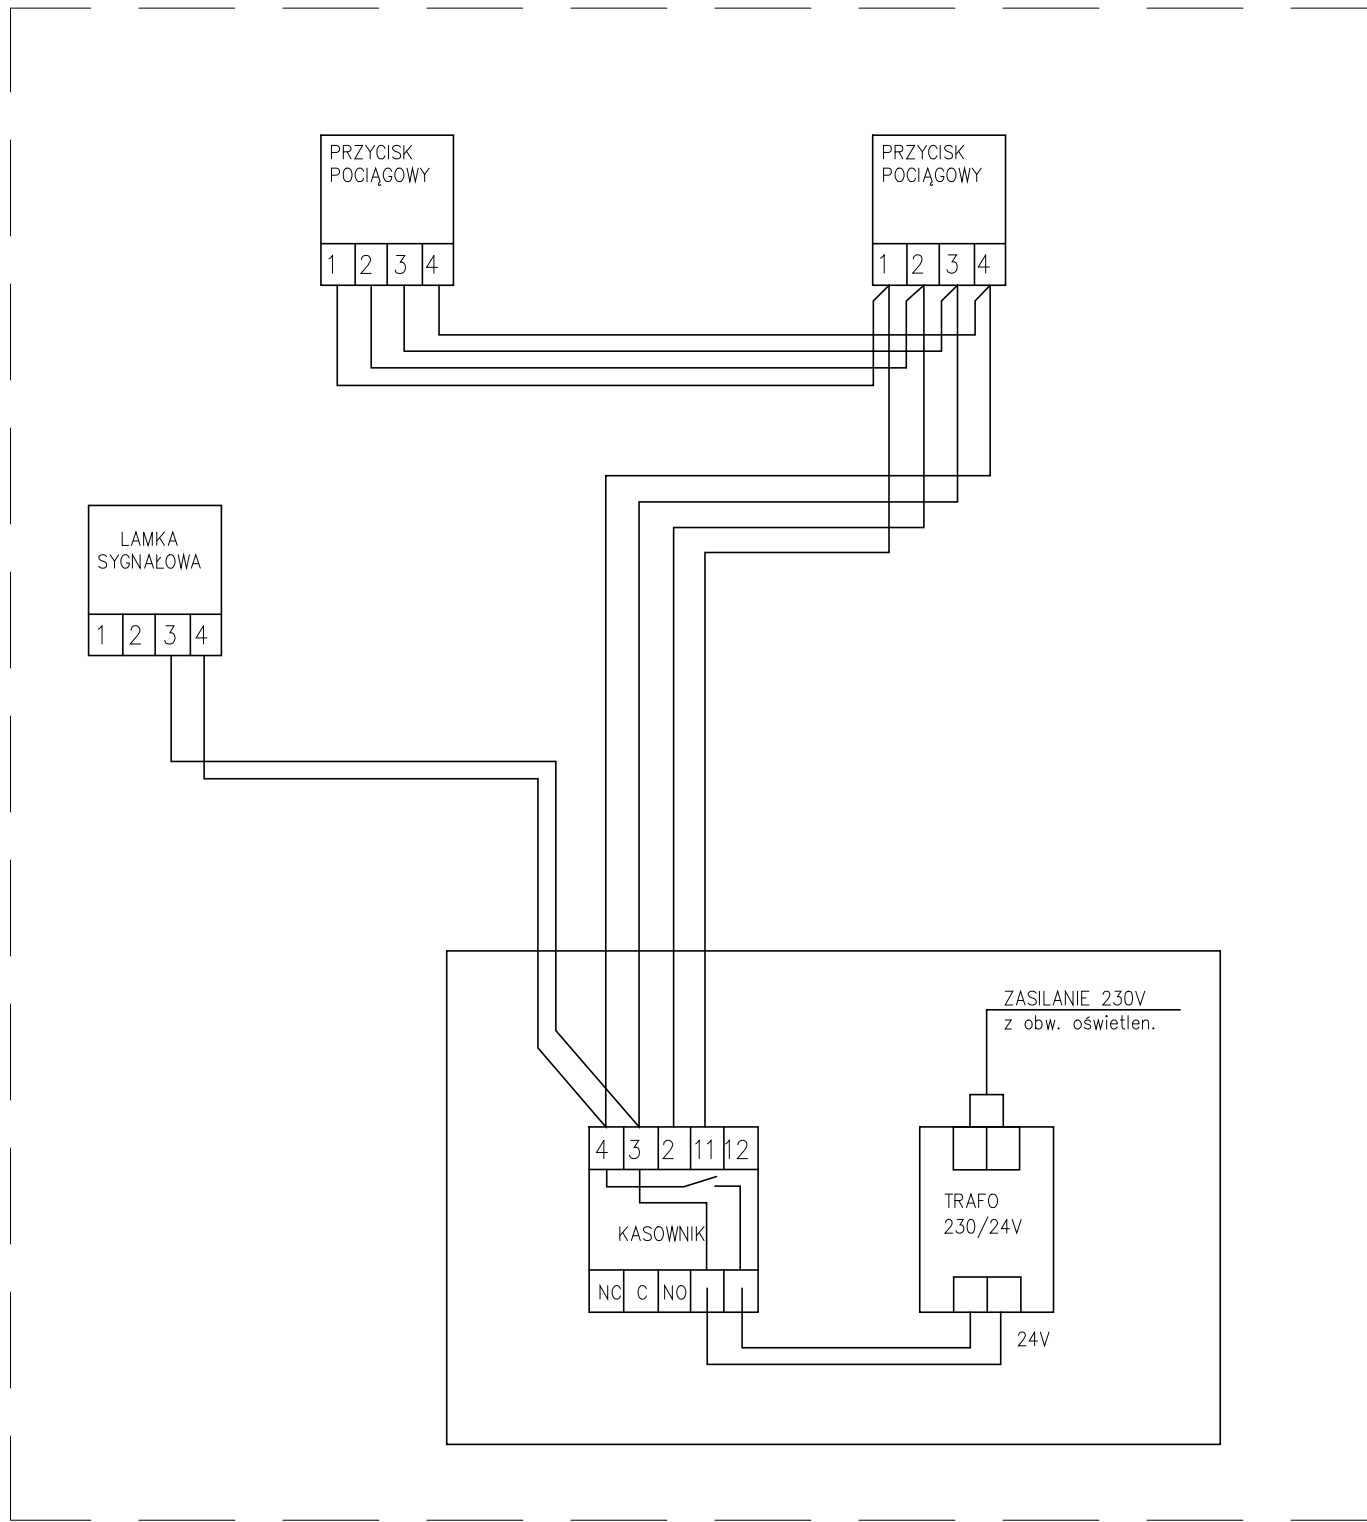 PRZYCISK
POCIĄGOWY
1 2 3 4
PRZYCISK
POCIĄGOWY
1 2 3 4
LAMKA
SYGNAŁOWA
1 2 3 4
ZASILANIE 230V
z obw. oświetlen.
4 3 2 11 12
KASOWNIK
NC C NO
TRAFO
230/24V
24V